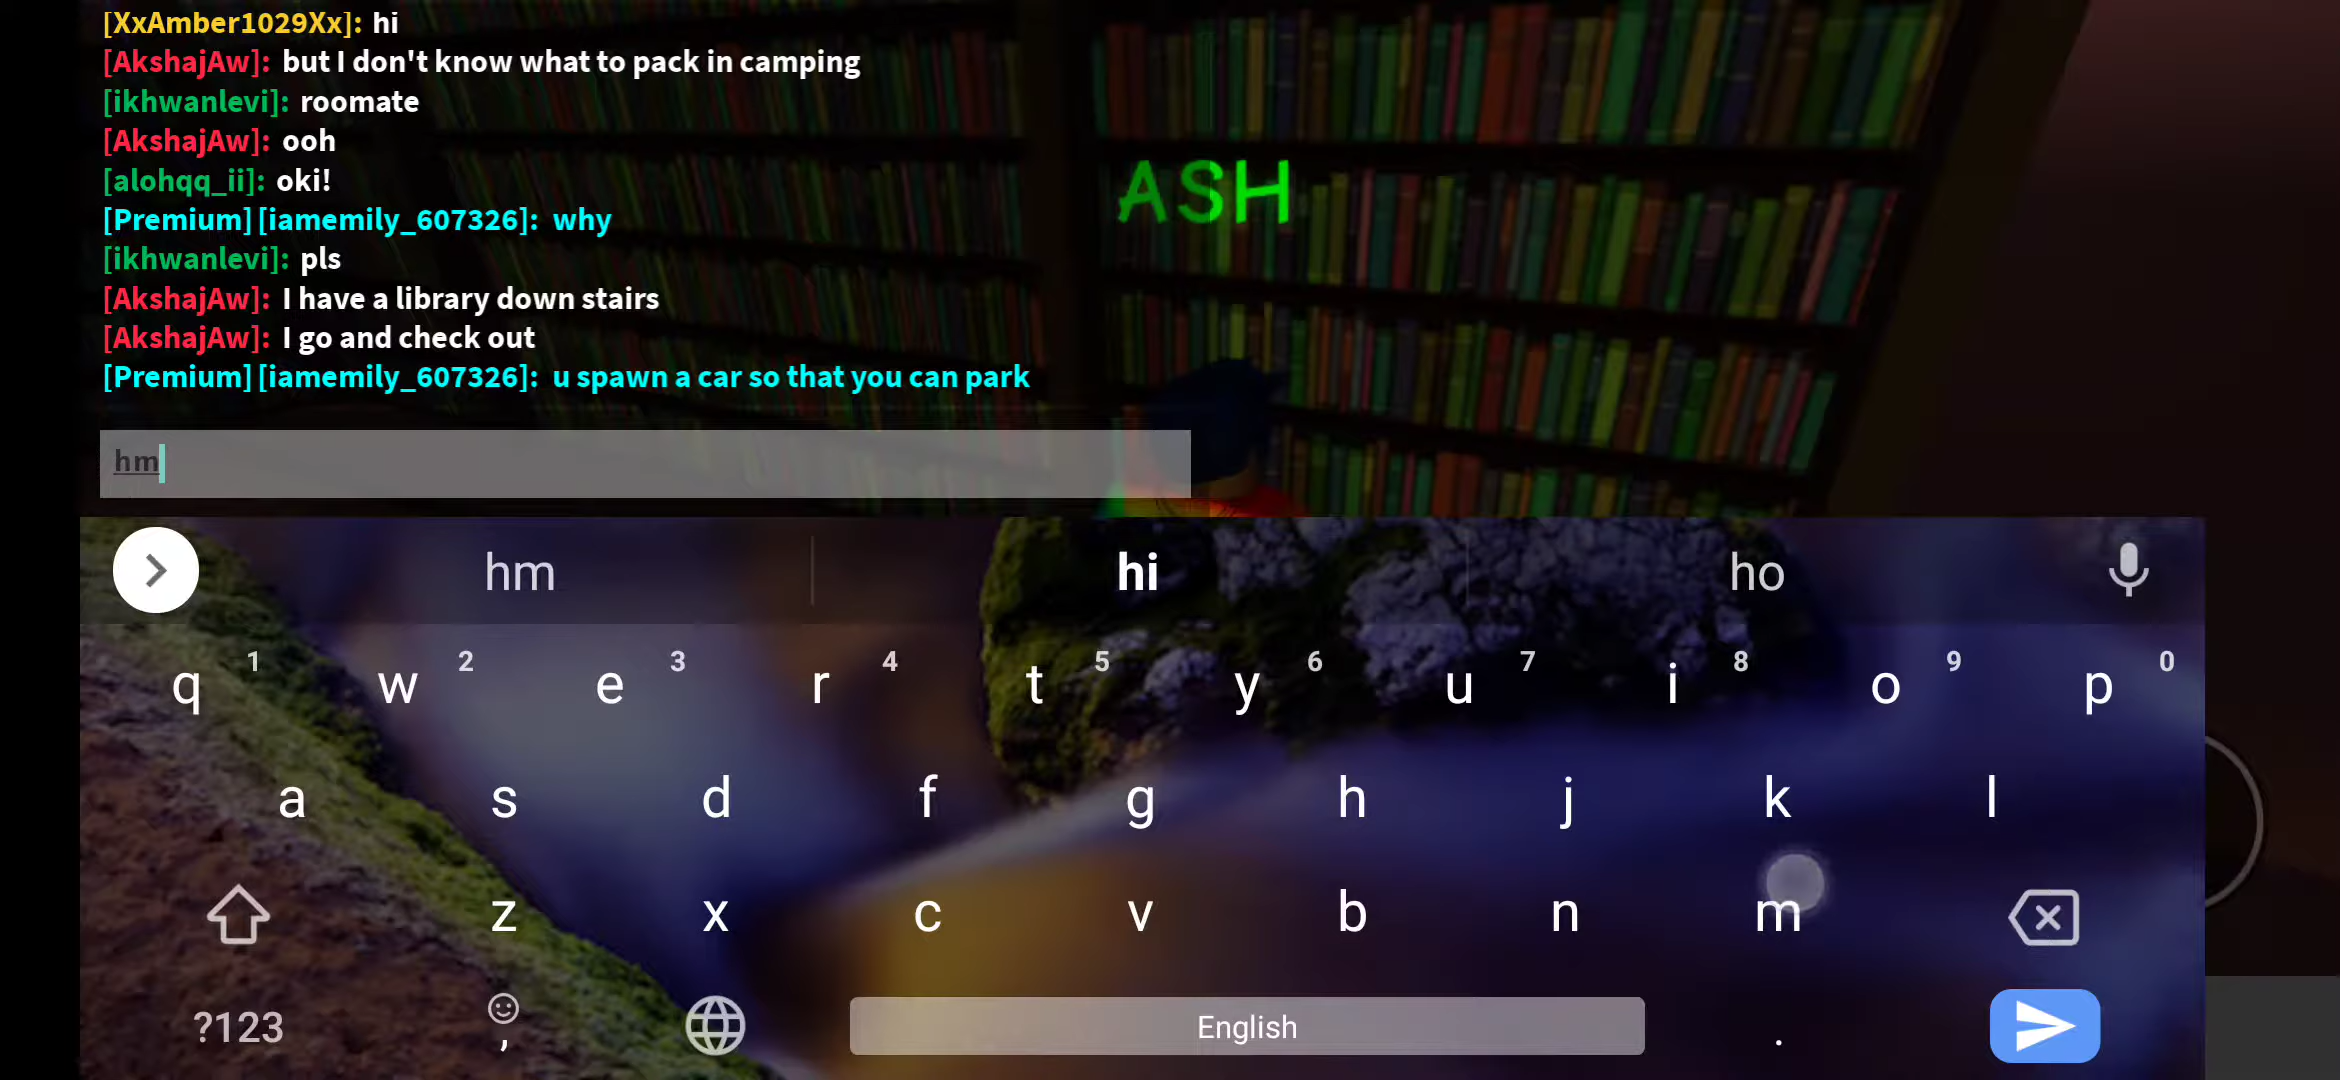 [XxAmber1029Xx]: hi
[AkshajAw]: but I don't know what to pack in camping
[ikhwanlevi]: roomate
[AkshajAw]: ooh
[alohqq_ii]: oki!
[Premium] [iamemily_607326]: why
[ikhwanlevi]: pls
[AkshajAw]: I have a library down stairs
[AkshajAw]: I go and check out
[Premium] [iamemily_607326]: u spawn a car so that you can park
ASH
hm
hm hi ho
1 2 3 4 5 6 7 8 9 0
q w e r t y u i o p
a s d f g h j k l
z x c v b n m
?123 , English .